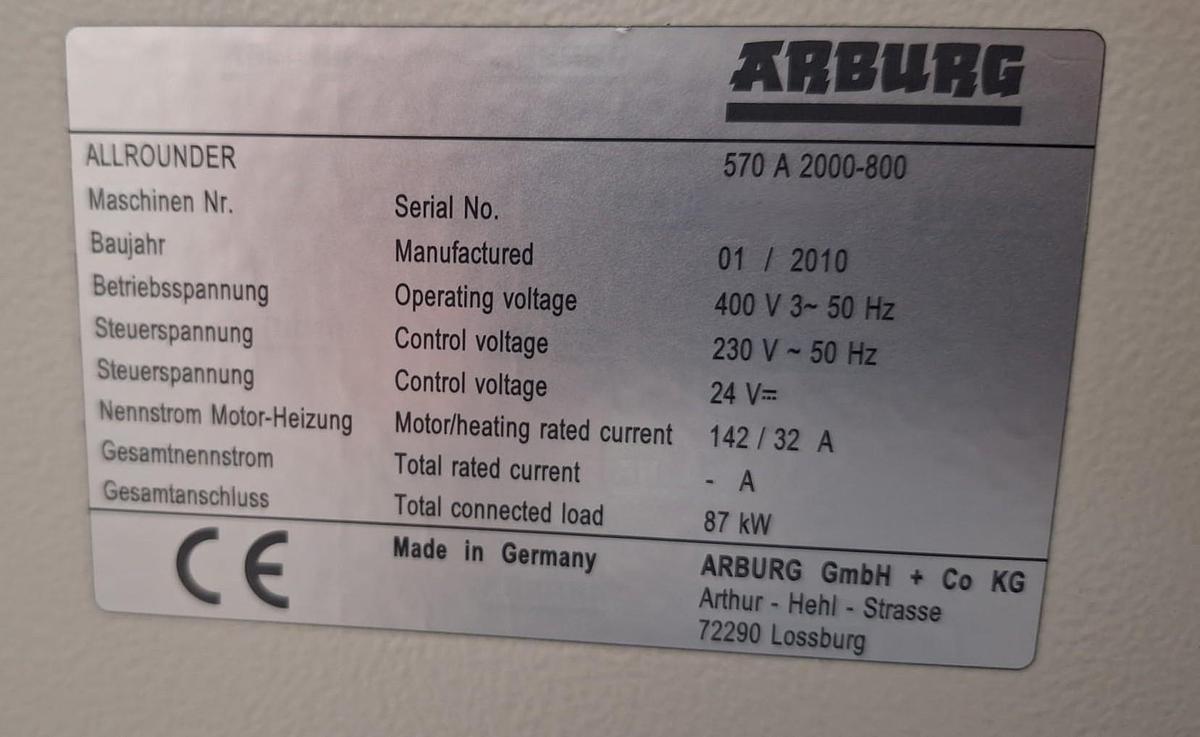 ARBURG
ALLROUNDER 570 A 2000-800
Maschinen Nr. Serial No.
Baujahr Manufactured 01 / 2010
Betriebsspannung Operating voltage 400 V 3~ 50 Hz
Steuerspannung Control voltage 230 V ~ 50 Hz
Steuerspannung Control voltage 24 V⎓
Nennstrom Motor-Heizung Motor/heating rated current 142 / 32 A
Gesamtnennstrom Total rated current - A
Gesamtanschluss Total connected load 87 kW
CE Made in Germany ARBURG GmbH + Co KG
Arthur - Hehl - Strasse
72290 Lossburg